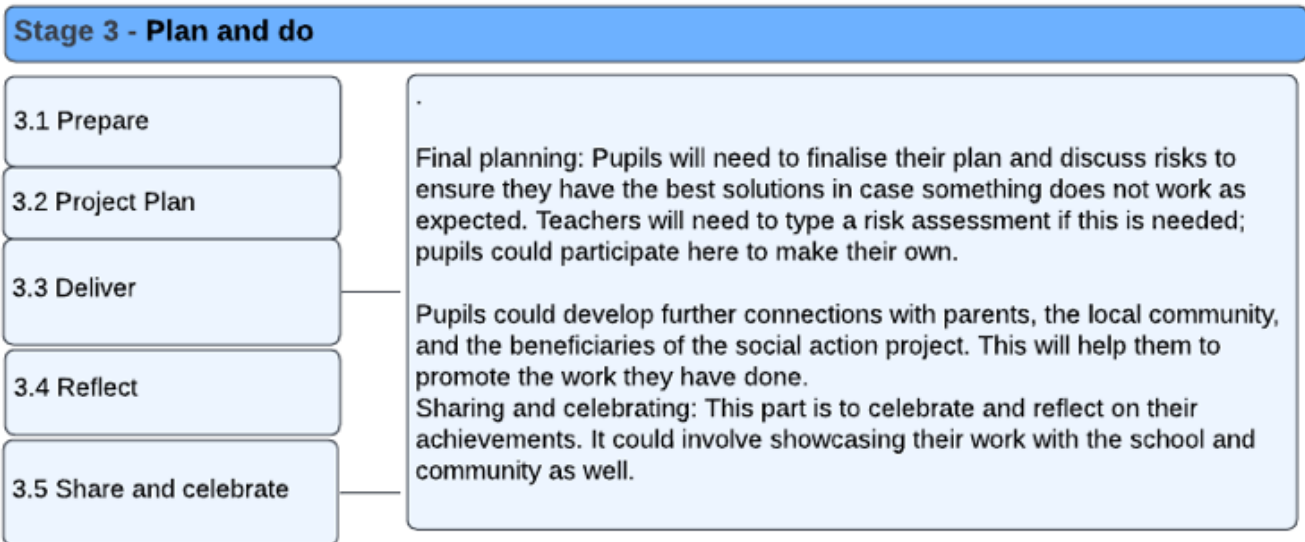 Stage 3 - Plan and do
3.1 Prepare
3.2 Project Plan
3.3 Deliver
3.4 Reflect
3.5 Share and celebrate
.
Final planning: Pupils will need to finalise their plan and discuss risks to
ensure they have the best solutions in case something does not work as
expected. Teachers will need to type a risk assessment if this is needed;
pupils could participate here to make their own.
Pupils could develop further connections with parents, the local community,
and the beneficiaries of the social action project. This will help them to
promote the work they have done.
Sharing and celebrating: This part is to celebrate and reflect on their
achievements. It could involve showcasing their work with the school and
community as well.